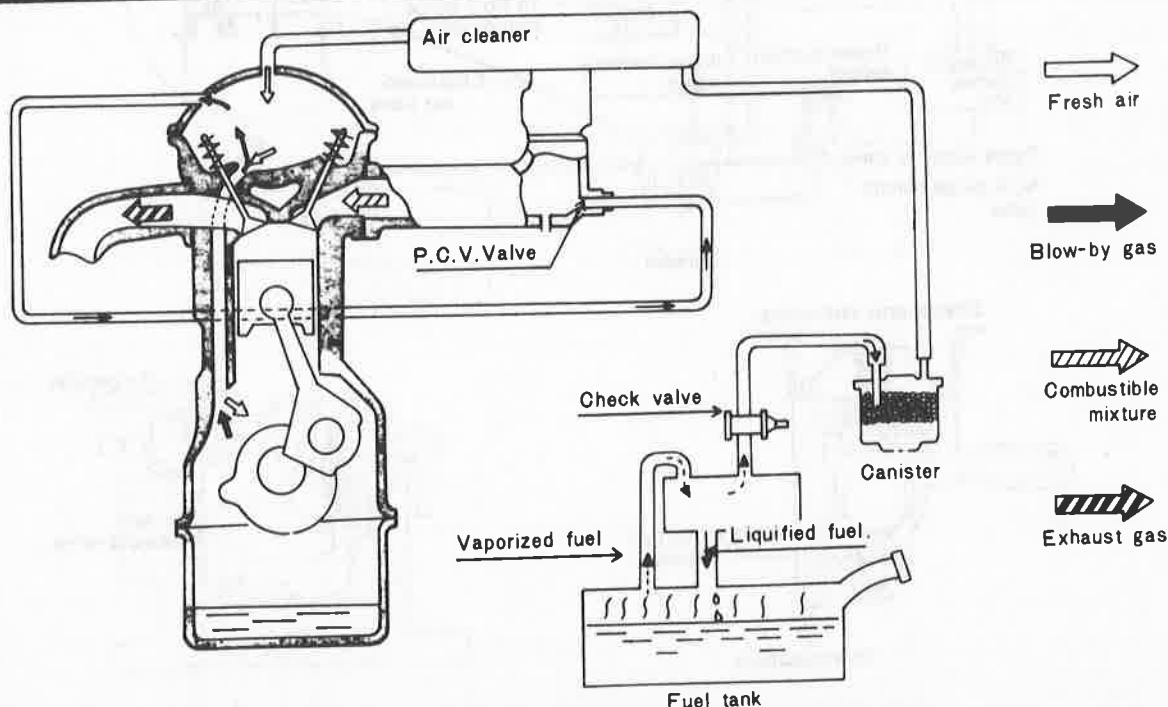 Air cleaner
Fresh air
Blow-by gas
P.C.V. Valve
Combustible
mixture
Check valve
Canister
Exhaust gas
Vaporized fuel
Liquified fuel.
Fuel tank